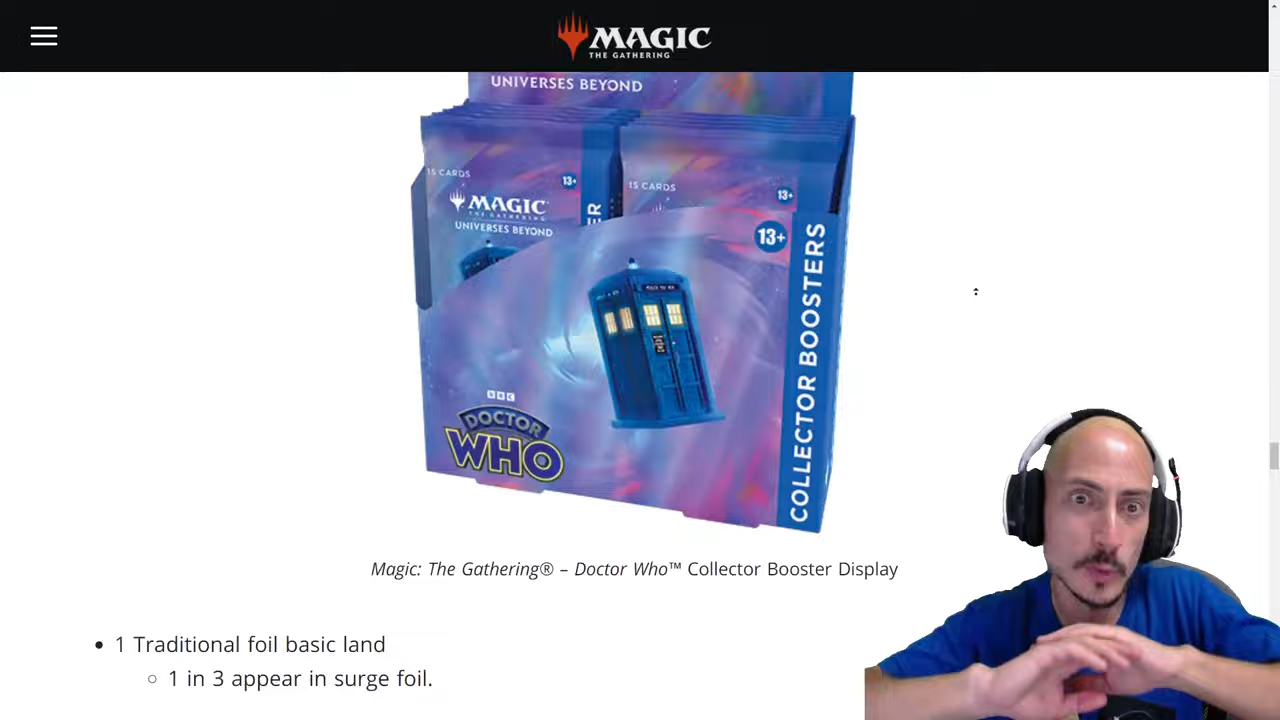 MAGIC
THE GATHERING
UNIVERSES BEYOND
15 CARDS
13+
MAGIC
THE GATHERING
UNIVERSES BEYOND
15 CARDS
13+
13+
COLLECTOR BOOSTERS
BBC
DOCTOR
WHO
Magic: The Gathering® – Doctor Who™ Collector Booster Display
• 1 Traditional foil basic land
○ 1 in 3 appear in surge foil.